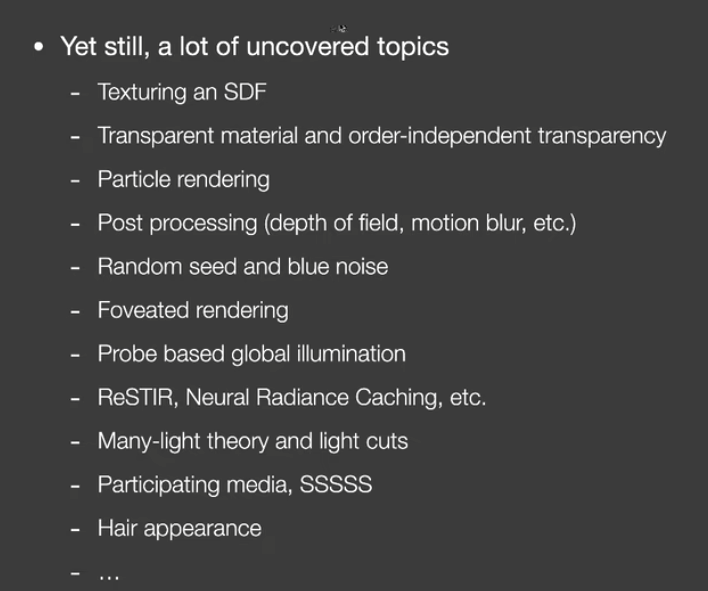 • Yet still, a lot of uncovered topics
- Texturing an SDF
- Transparent material and order-independent transparency
- Particle rendering
- Post processing (depth of field, motion blur, etc.)
- Random seed and blue noise
- Foveated rendering
- Probe based global illumination
- ReSTIR, Neural Radiance Caching, etc.
- Many-light theory and light cuts
- Participating media, SSSSS
- Hair appearance
- ...